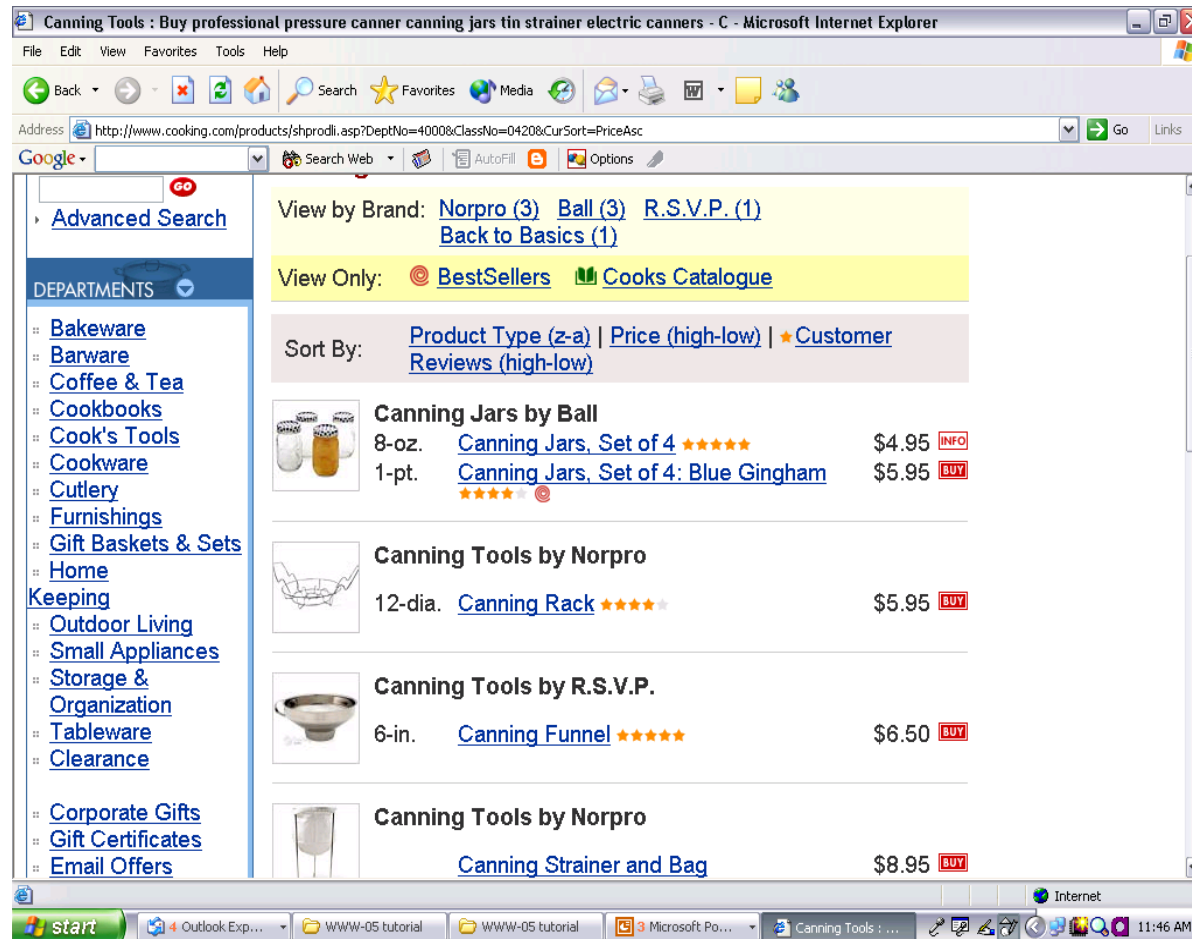 Canning Tools : Buy professional pressure canner canning jars tin strainer electric canners - C - Microsoft Internet Explorer
File Edit View Favorites Tools Help
Back Search Favorites Media
Address http://www.cooking.com/products/shprodli.asp?DeptNo=4000&ClassNo=0420&CurSort=PriceAsc Go Links
Google Search Web AutoFill Options
GO
Advanced Search
DEPARTMENTS
Bakeware
Barware
Coffee & Tea
Cookbooks
Cook's Tools
Cookware
Cutlery
Furnishings
Gift Baskets & Sets
Home
Keeping
Outdoor Living
Small Appliances
Storage &
Organization
Tableware
Clearance
Corporate Gifts
Gift Certificates
Email Offers
View by Brand: Norpro (3) Ball (3) R.S.V.P. (1)
Back to Basics (1)
View Only: BestSellers Cooks Catalogue
Sort By: Product Type (z-a) | Price (high-low) | Customer
Reviews (high-low)
Canning Jars by Ball
8-oz. Canning Jars, Set of 4 $4.95 INFO
1-pt. Canning Jars, Set of 4: Blue Gingham $5.95 BUY
Canning Tools by Norpro
12-dia. Canning Rack $5.95 BUY
Canning Tools by R.S.V.P.
6-in. Canning Funnel $6.50 BUY
Canning Tools by Norpro
Canning Strainer and Bag $8.95 BUY
Internet
start 4 Outlook Exp... WWW-05 tutorial WWW-05 tutorial 3 Microsoft Po... Canning Tools : ... 11:46 AM